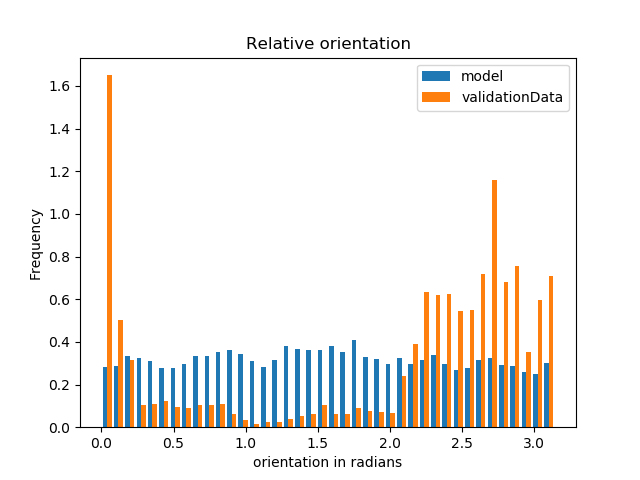 Relative orientation
model
validationData
Frequency
1.6
1.4
1.2
1.0
0.8
0.6
0.4
0.2
0.0
0.0 0.5 1.0 1.5 2.0 2.5 3.0
orientation in radians